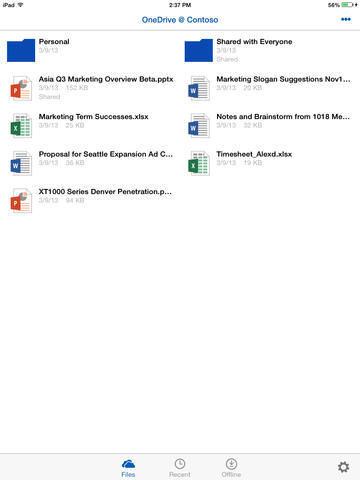 iPad 2:37 PM 56%
OneDrive @ Contoso
Personal
3/9/13
Shared with Everyone
3/9/13
Shared
Asia Q3 Marketing Overview Beta.pptx
3/9/13 152 KB
Shared
Marketing Slogan Suggestions Nov1...
3/9/13 20 KB
Marketing Term Successes.xlsx
3/9/13 25 KB
Notes and Brainstorm from 1018 Me...
3/9/13 32 KB
Proposal for Seattle Expansion Ad C...
3/9/13 36 KB
Timesheet_Alexd.xlsx
3/9/13 19 KB
XT1000 Series Denver Penetration.p...
3/9/13 94 KB
Files Recent Offline